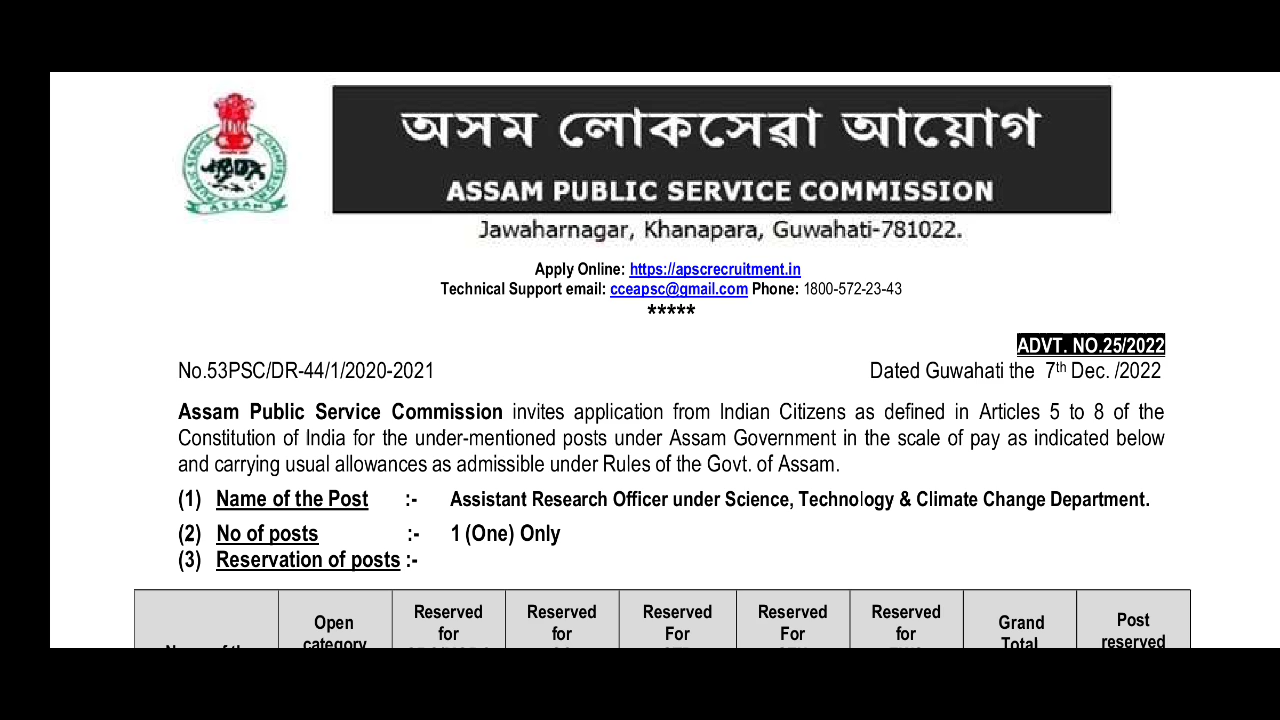 অসম লোকসেৱা আয়োগ
ASSAM PUBLIC SERVICE COMMISSION
Jawaharnagar, Khanapara, Guwahati-781022.
Apply Online: https://apscrecruitment.in
Technical Support email: cceapsc@gmail.com Phone: 1800-572-23-43
*****
ADVT. NO.25/2022
No.53PSC/DR-44/1/2020-2021 Dated Guwahati the 7th Dec. /2022
Assam Public Service Commission invites application from Indian Citizens as defined in Articles 5 to 8 of the
Constitution of India for the under-mentioned posts under Assam Government in the scale of pay as indicated below
and carrying usual allowances as admissible under Rules of the Govt. of Assam.
(1) Name of the Post :- Assistant Research Officer under Science, Technology & Climate Change Department.
(2) No of posts :- 1 (One) Only
(3) Reservation of posts :-
Open
category
Reserved
for
Reserved
for
Reserved
For
Reserved
For
Reserved
for
Grand
Total
Post
reserved